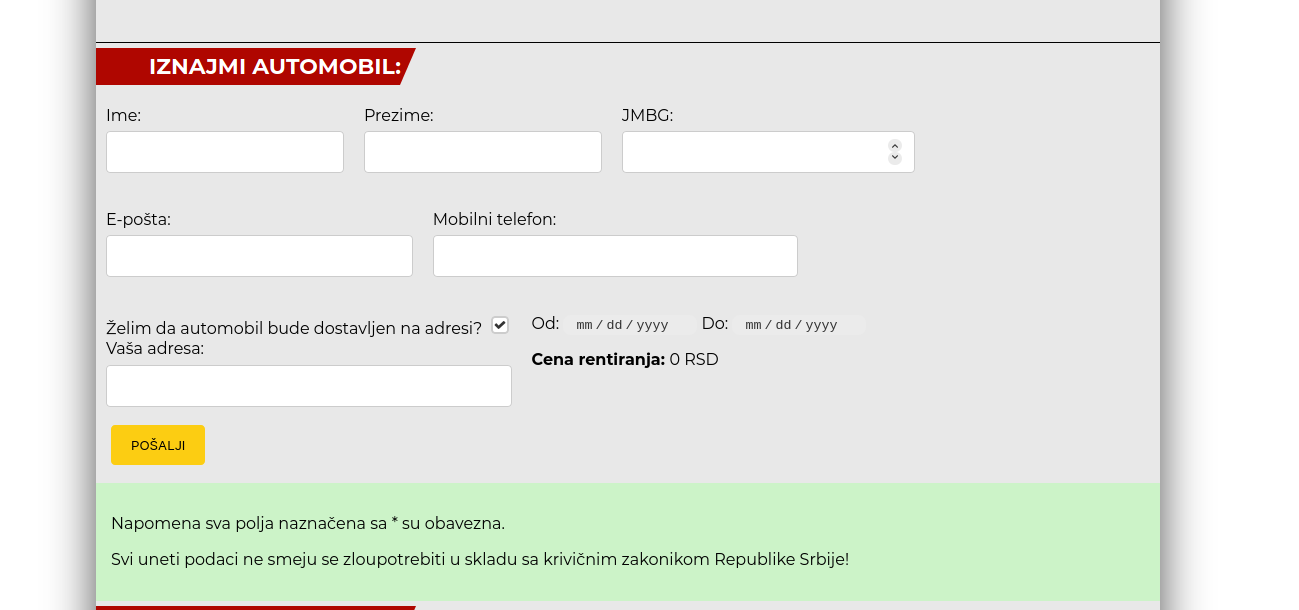 IZNAJMI AUTOMOBIL:
Ime: Prezime: JMBG:
E-pošta: Mobilni telefon:
Želim da automobil bude dostavljen na adresi? Od: mm / dd / yyyy Do: mm / dd / yyyy
Vaša adresa:
Cena rentiranja: 0 RSD
POŠALJI
Napomena sva polja naznačena sa * su obavezna.
Svi uneti podaci ne smeju se zloupotrebiti u skladu sa krivičnim zakonikom Republike Srbije!